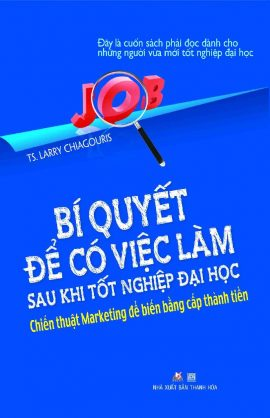 Đây là cuốn sách phải đọc dành cho
những người vừa mới tốt nghiệp đại học
JOB
TS. LARRY CHIAGOURIS
BÍ QUYẾT
ĐỂ CÓ VIỆC LÀM
SAU KHI TỐT NGHIỆP ĐẠI HỌC
Chiến thuật Marketing để biến bằng cấp thành tiền
NHÀ XUẤT BẢN THANH HÓA